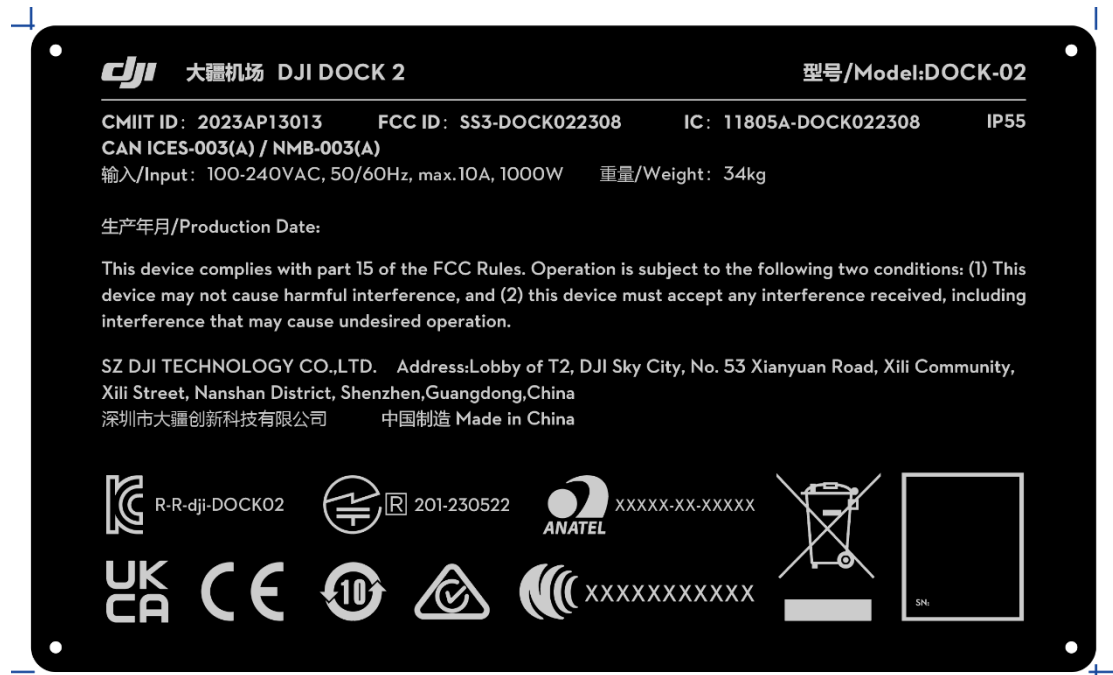 dji 大疆机场 DJI DOCK 2 型号/Model:DOCK-02
CMIIT ID: 2023AP13013 FCC ID: SS3-DOCK022308 IC: 11805A-DOCK022308 IP55
CAN ICES-003(A) / NMB-003(A)
输入/Input: 100-240VAC, 50/60Hz, max.10A, 1000W 重量/Weight: 34kg
生产年月/Production Date:
This device complies with part 15 of the FCC Rules. Operation is subject to the following two conditions: (1) This
device may not cause harmful interference, and (2) this device must accept any interference received, including
interference that may cause undesired operation.
SZ DJI TECHNOLOGY CO.,LTD. Address:Lobby of T2, DJI Sky City, No. 53 Xianyuan Road, Xili Community,
Xili Street, Nanshan District, Shenzhen,Guangdong,China
深圳市大疆创新科技有限公司 中国制造 Made in China
R-R-dji-DOCK02 R 201-230522 ANATEL XXXXX-XX-XXXXX
UK
CA CE 10 XXXXXXXXXXX
SN: